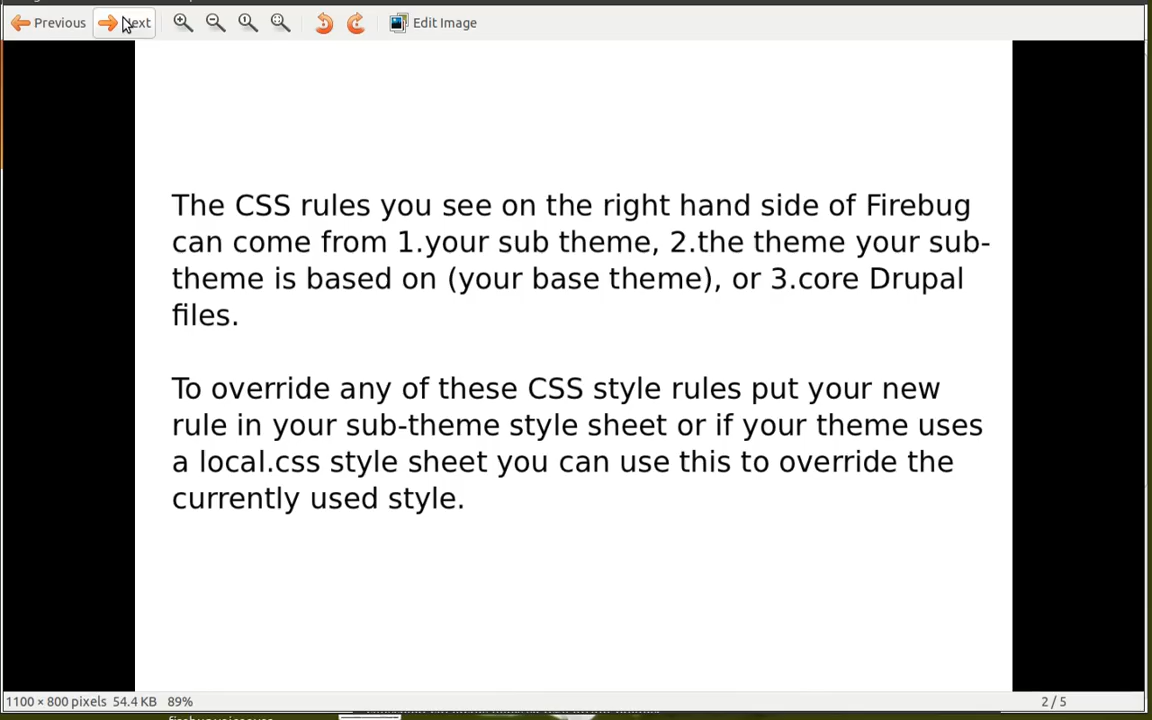 Previous
Next
Edit Image
The CSS rules you see on the right hand side of Firebug
can come from 1.your sub theme, 2.the theme your sub-
theme is based on (your base theme), or 3.core Drupal
files.
To override any of these CSS style rules put your new
rule in your sub-theme style sheet or if your theme uses
a local.css style sheet you can use this to override the
currently used style.
1100 × 800 pixels 54.4 KB 89%
2 / 5